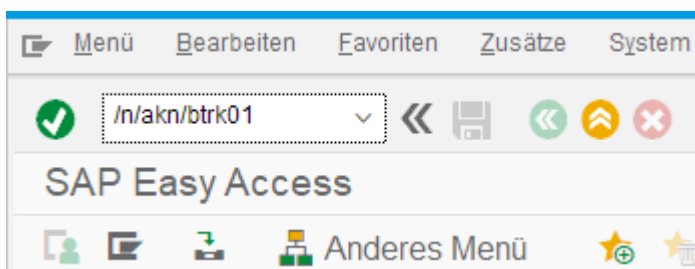 Menü Bearbeiten Favoriten Zusätze System
/n/akn/btrk01
SAP Easy Access
Anderes Menü